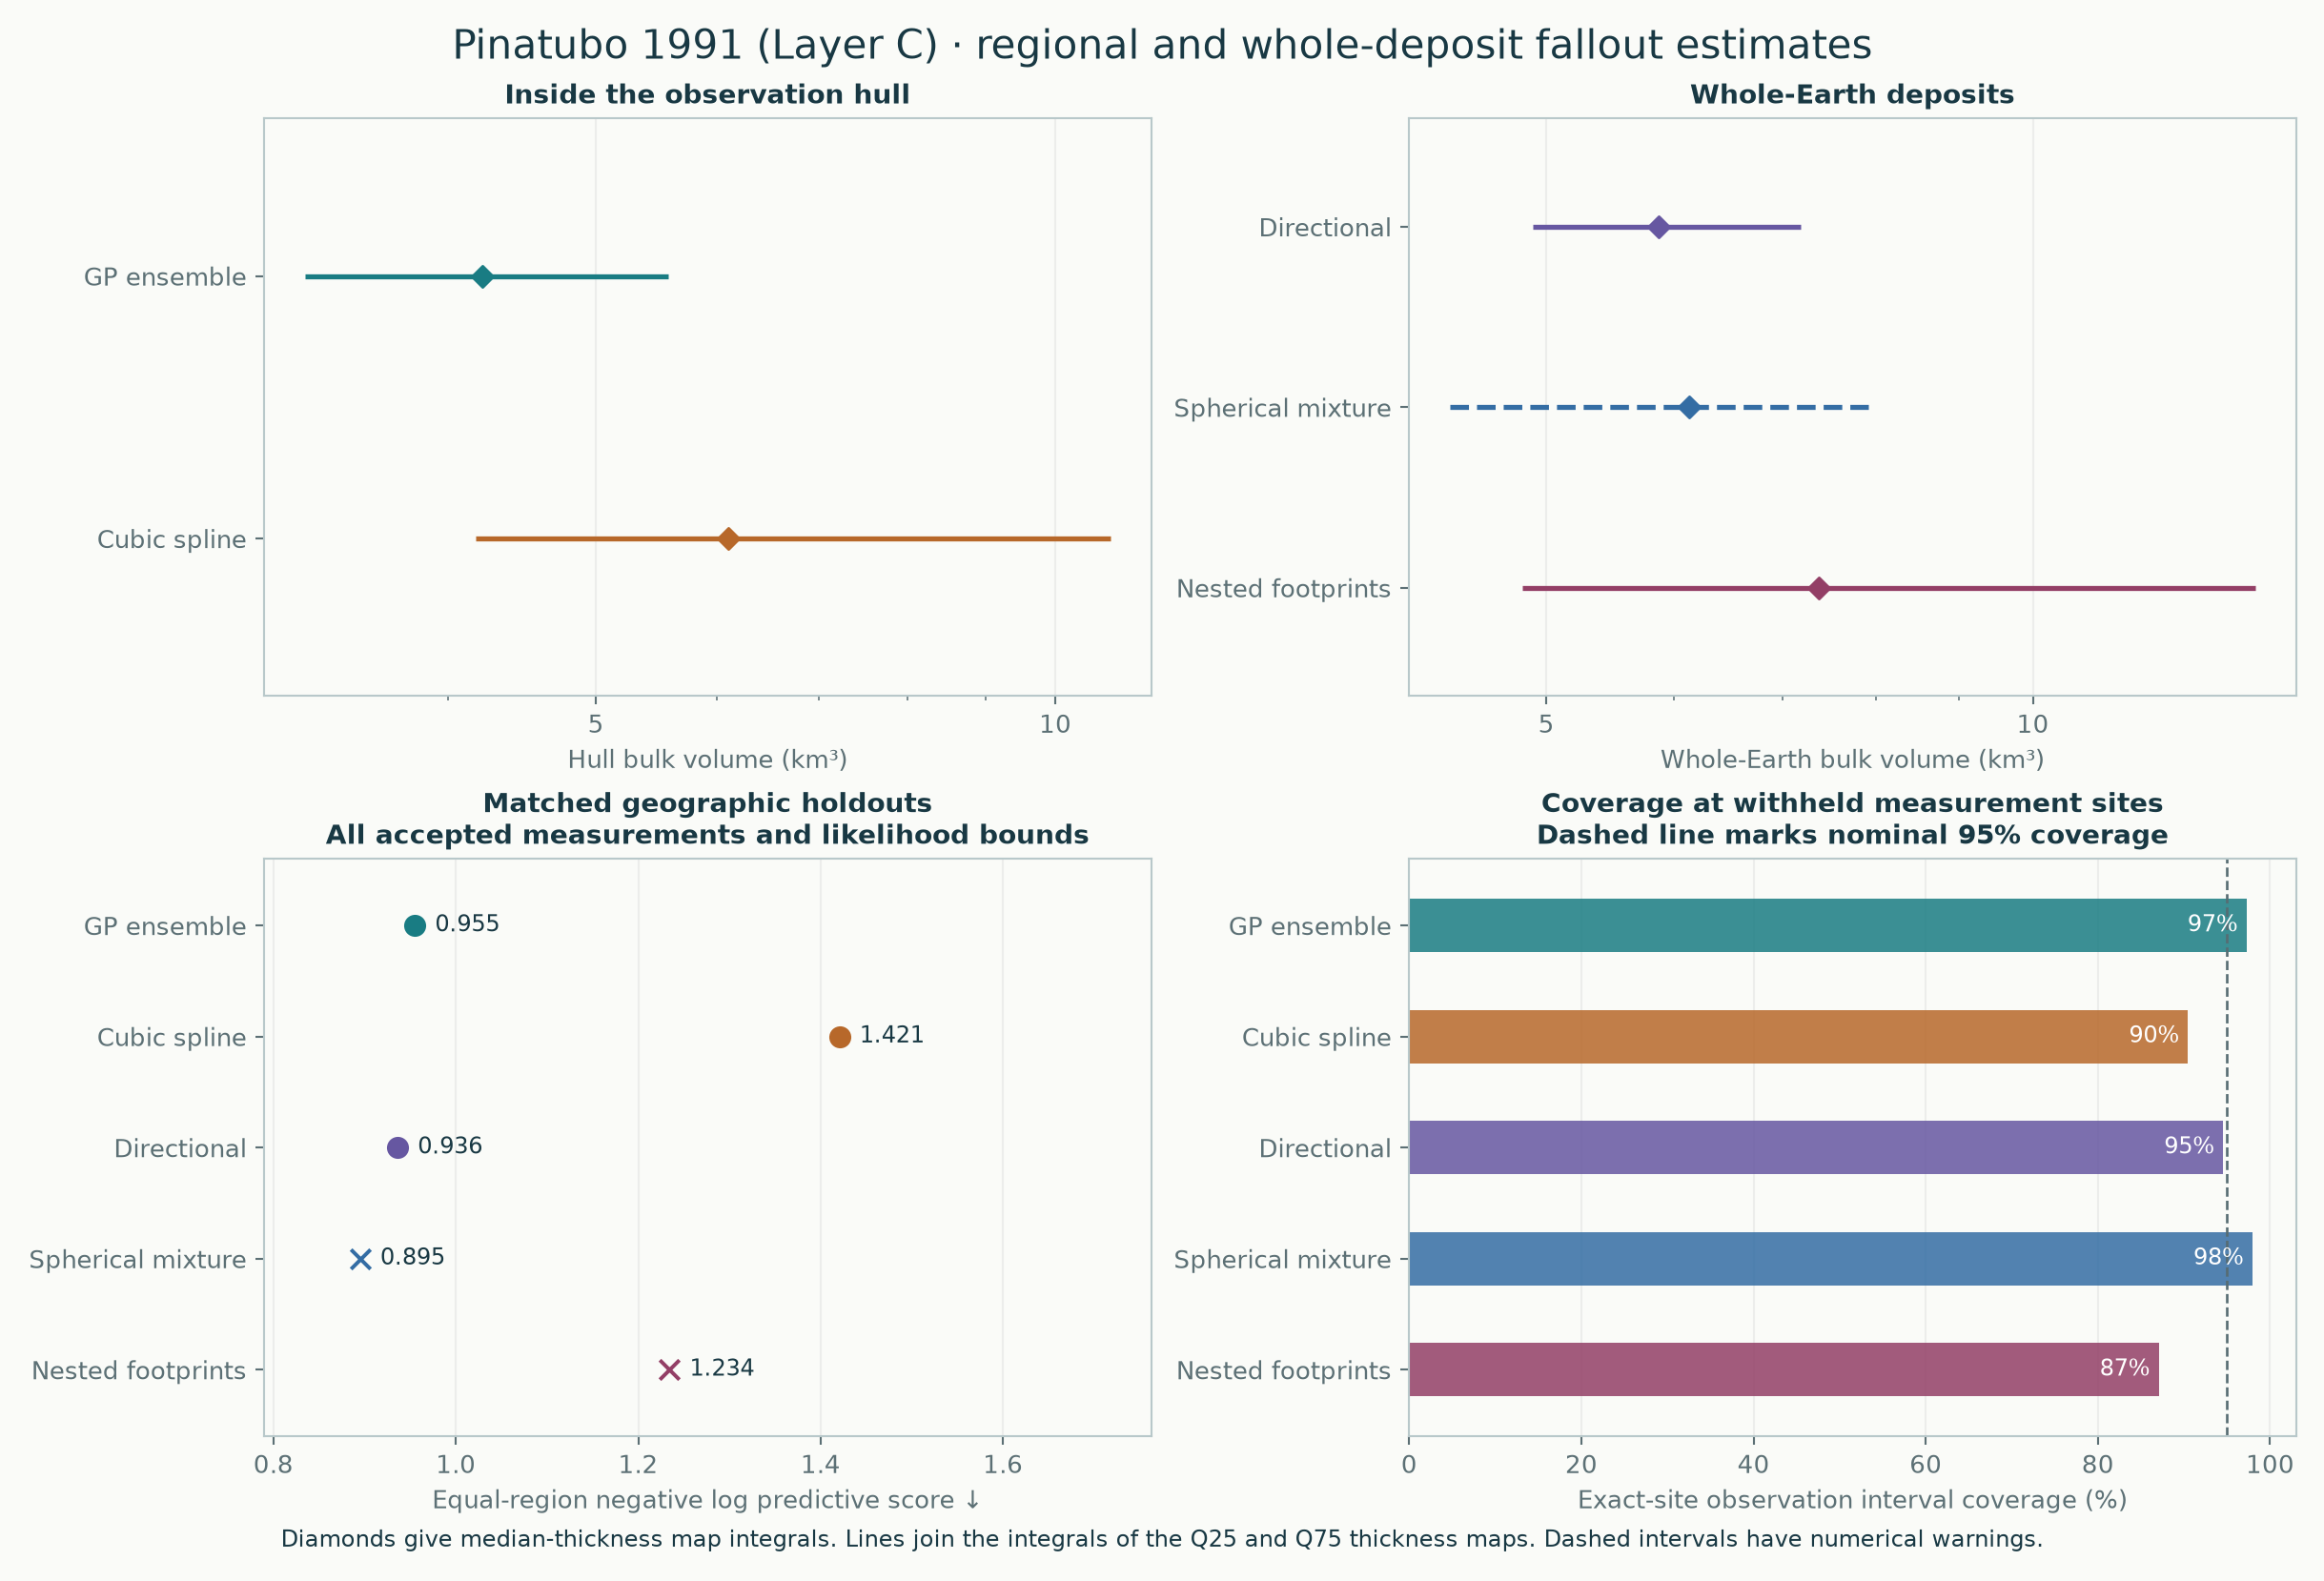 Pinatubo 1991 (Layer C) · regional and whole-deposit fallout estimates
Inside the observation hull
GP ensemble
Cubic spline
5
10
Hull bulk volume (km³)
Whole-Earth deposits
Directional
Spherical mixture
Nested footprints
5
10
Whole-Earth bulk volume (km³)
Matched geographic holdouts
All accepted measurements and likelihood bounds
GP ensemble
0.955
Cubic spline
1.421
Directional
0.936
Spherical mixture
0.895
Nested footprints
1.234
0.8
1.0
1.2
1.4
1.6
Equal-region negative log predictive score ↓
Coverage at withheld measurement sites
Dashed line marks nominal 95% coverage
GP ensemble
97%
Cubic spline
90%
Directional
95%
Spherical mixture
98%
Nested footprints
87%
0
20
40
60
80
100
Exact-site observation interval coverage (%)
Diamonds give median-thickness map integrals. Lines join the integrals of the Q25 and Q75 thickness maps. Dashed intervals have numerical warnings.